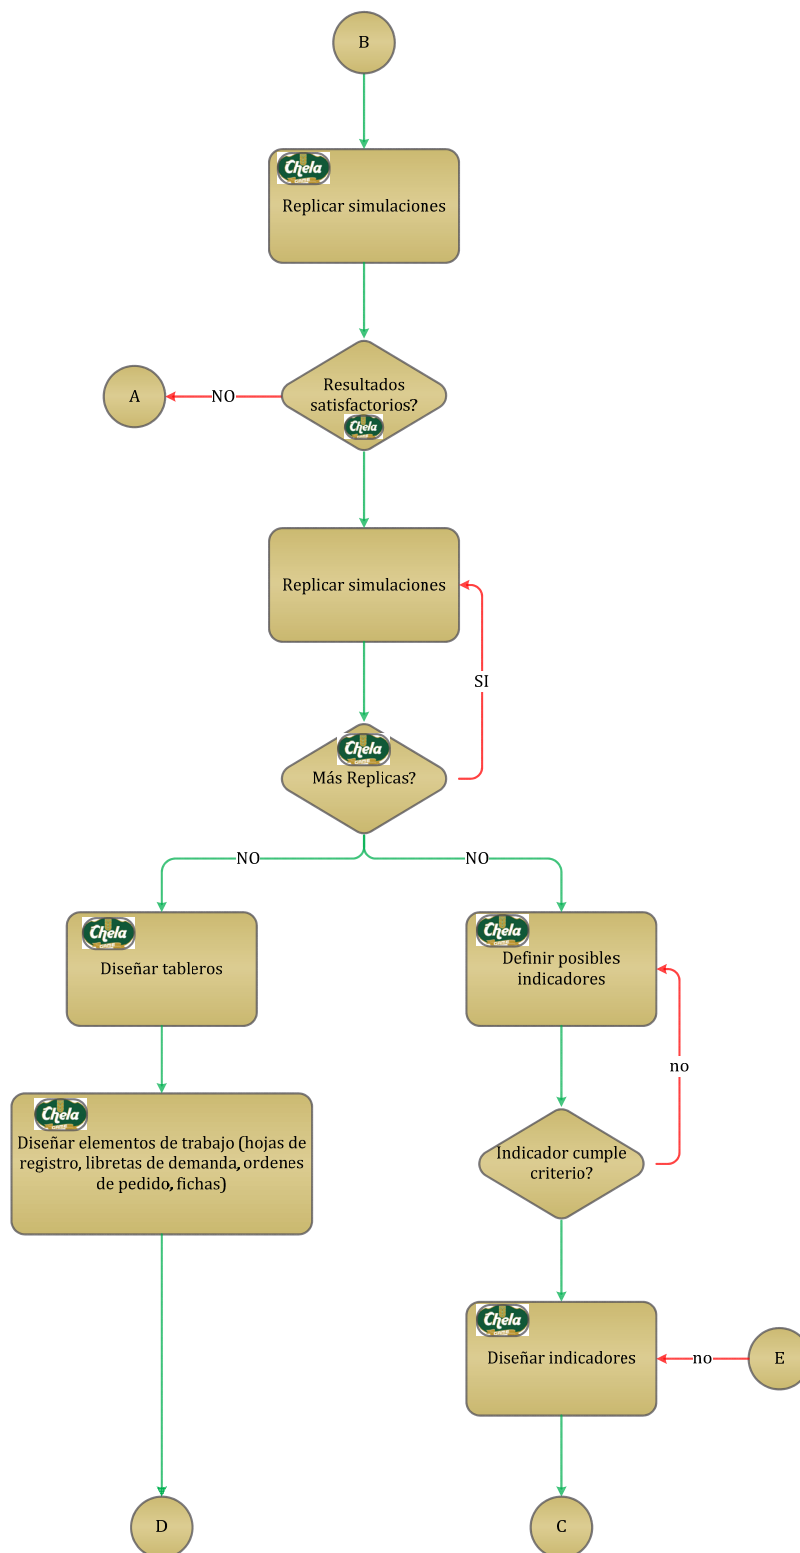 B
Chela
Replicar simulaciones
Resultados
satisfactorios?
Chela
NO
A
Replicar simulaciones
SI
Chela
Más Replicas?
NO
NO
Chela
Diseñar tableros
Chela
Definir posibles
indicadores
no
Chela
Diseñar elementos de trabajo (hojas de
registro, libretas de demanda, ordenes
de pedido, fichas)
Indicador cumple
criterio?
Chela
Diseñar indicadores
no
E
D
C